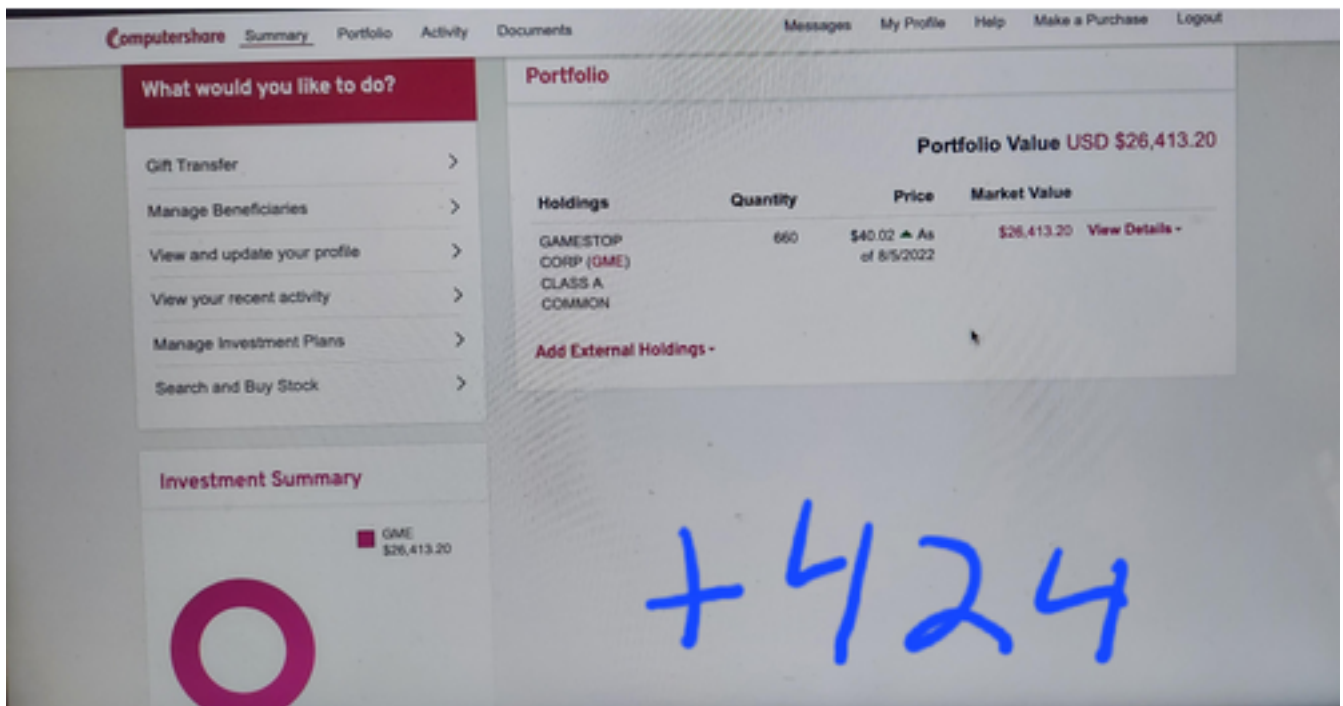 Computershare Summary Portfolio Activity Documents Messages My Profile Help Make a Purchase Logout
What would you like to do?
Gift Transfer
Manage Beneficiaries
View and update your profile
View your recent activity
Manage Investment Plans
Search and Buy Stock
Investment Summary
GME
$26,413.20
Portfolio
Portfolio Value USD $26,413.20
Holdings Quantity Price Market Value
GAMESTOP 660 $40.02 ▲ As $26,413.20 View Details
CORP (GME) of 8/5/2022
CLASS A
COMMON
Add External Holdings
+424